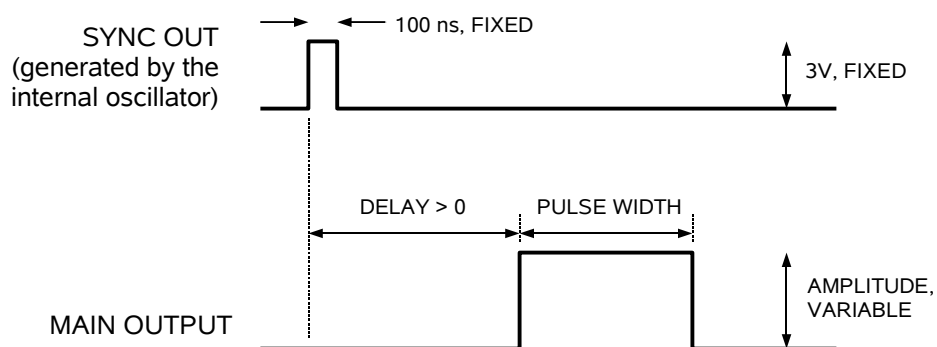 100 ns, FIXED
SYNC OUT
(generated by the
internal oscillator)
3V, FIXED
DELAY > 0
PULSE WIDTH
AMPLITUDE,
VARIABLE
MAIN OUTPUT